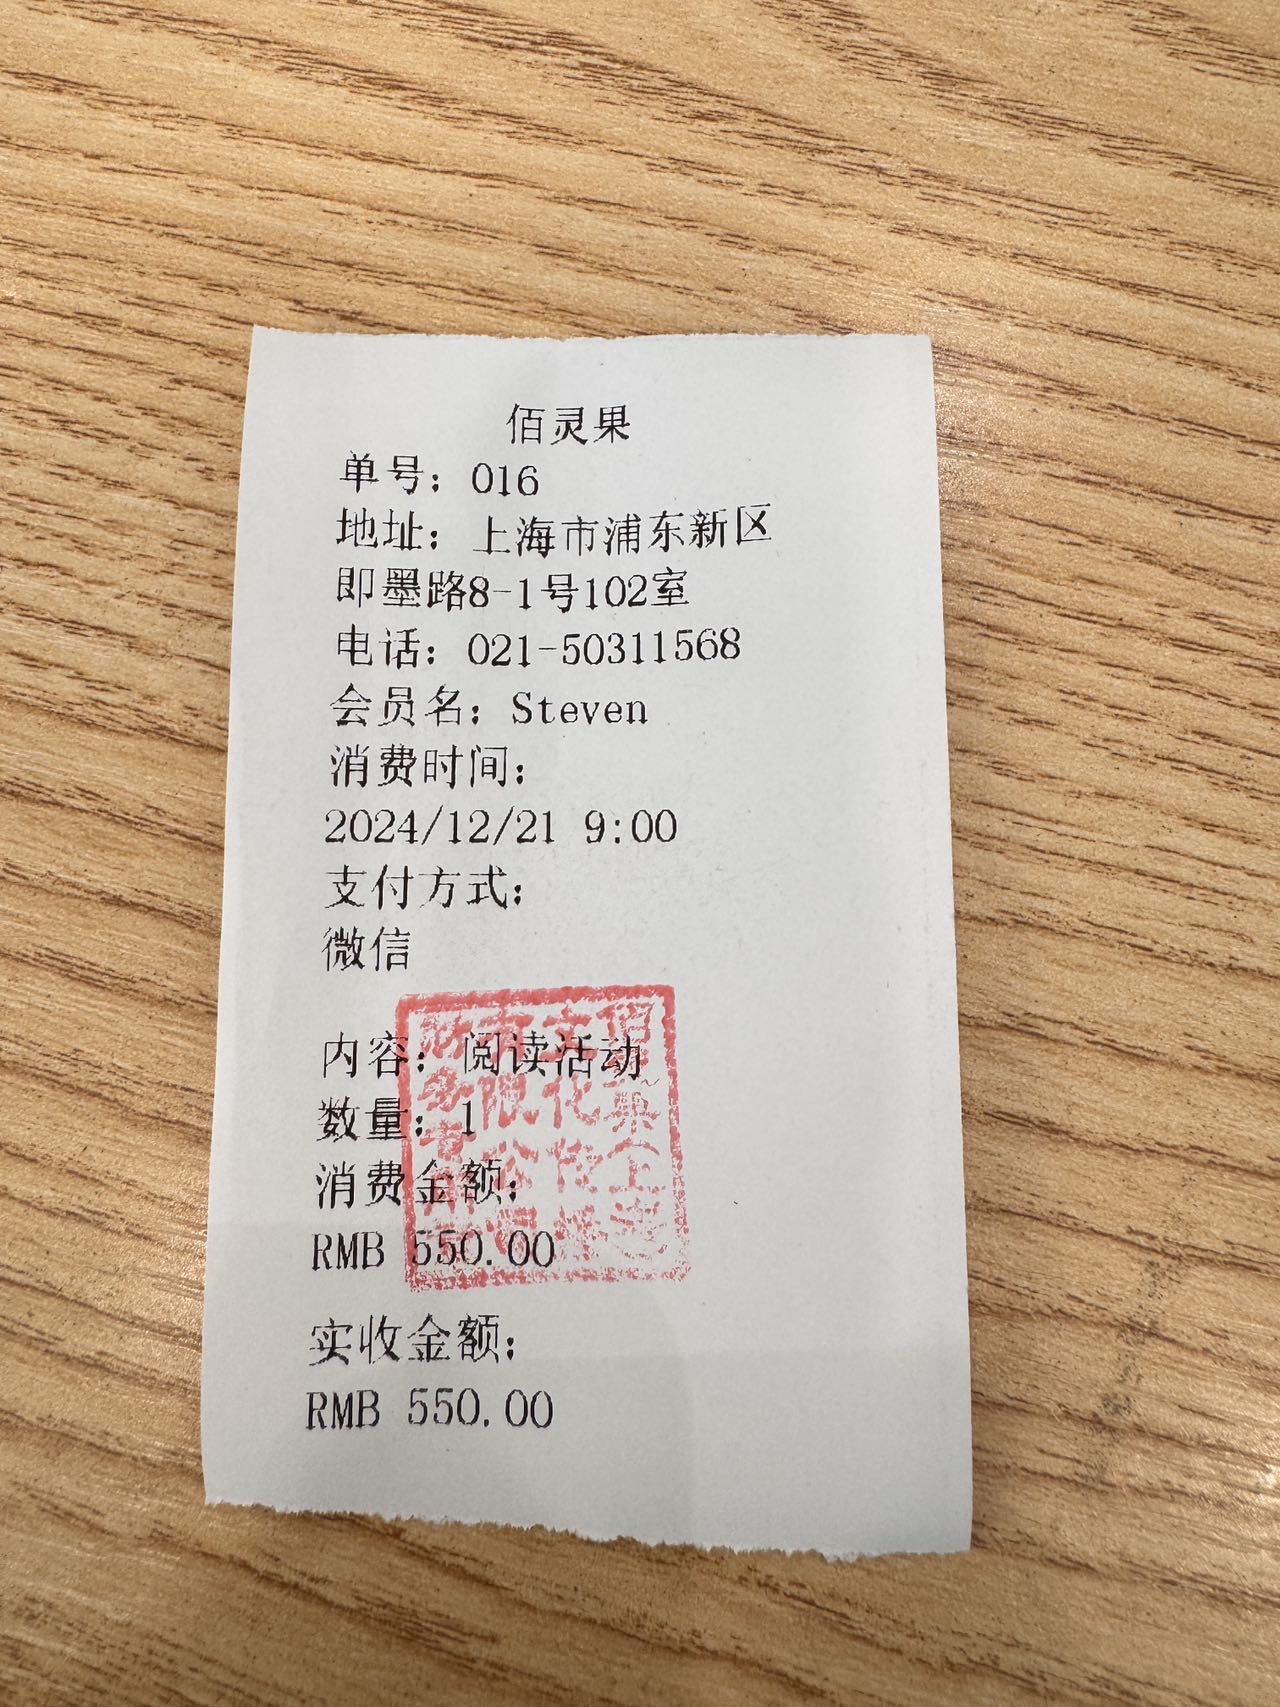 佰灵果
单号：016
地址：上海市浦东新区
即墨路8-1号102室
电话：021-50311568
会员名：Steven
消费时间：
2024/12/21 9:00
支付方式：
微信
内容：阅读活动
数量：1
消费金额：
RMB 550.00
实收金额：
RMB 550.00